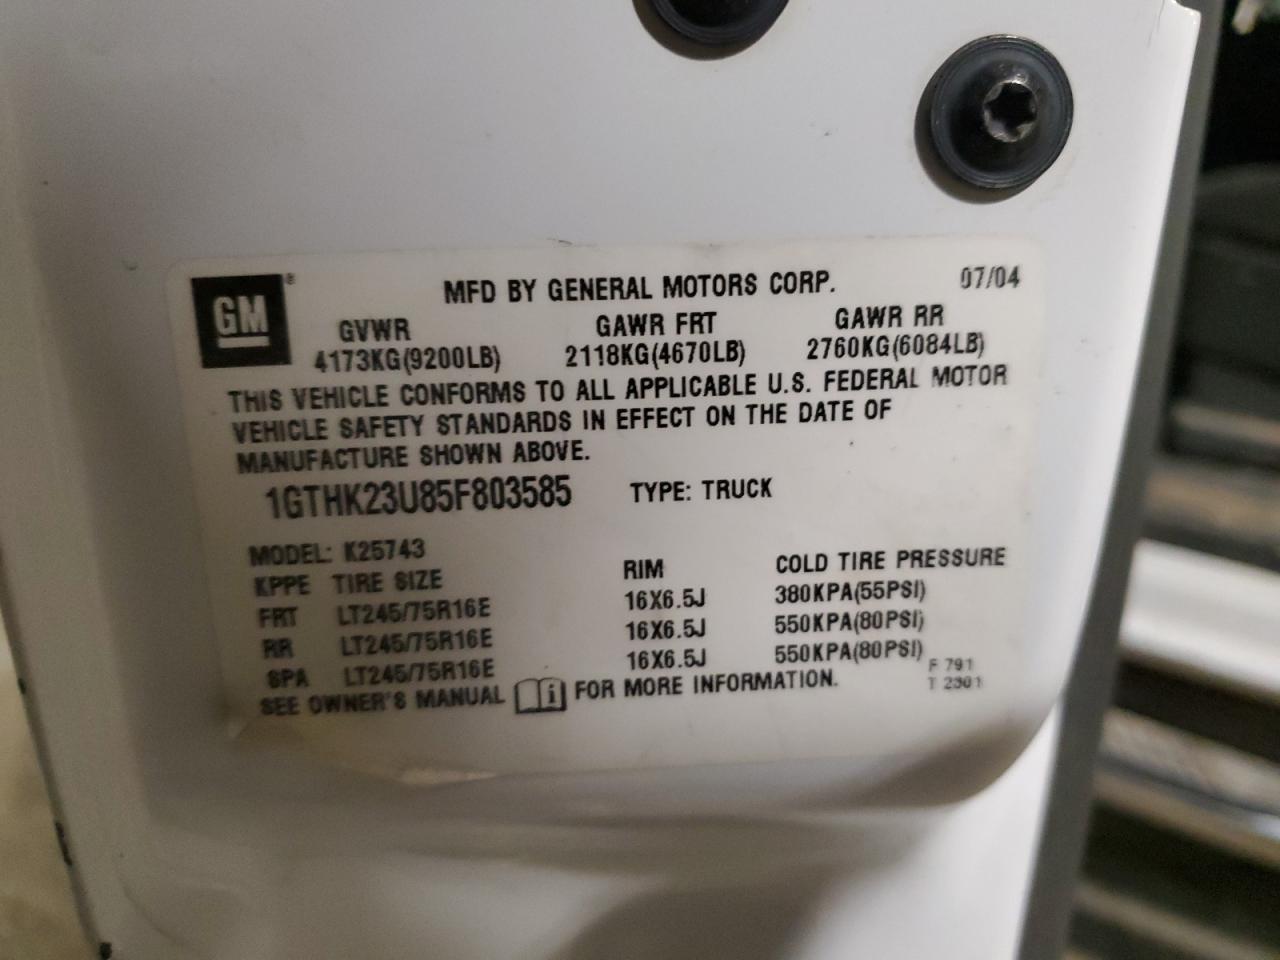 GM®
MFD BY GENERAL MOTORS CORP. 07/04
GVWR GAWR FRT GAWR RR
4173KG(9200LB) 2118KG(4670LB) 2760KG(6084LB)
THIS VEHICLE CONFORMS TO ALL APPLICABLE U.S. FEDERAL MOTOR
VEHICLE SAFETY STANDARDS IN EFFECT ON THE DATE OF
MANUFACTURE SHOWN ABOVE.
1GTHK23U85F803585 TYPE: TRUCK
MODEL: K25743
KPPE TIRE SIZE RIM COLD TIRE PRESSURE
FRT LT245/75R16E 16X6.5J 380KPA(55PSI)
RR LT245/75R16E 16X6.5J 550KPA(80PSI)
SPA LT245/75R16E 16X6.5J 550KPA(80PSI)
SEE OWNER'S MANUAL i FOR MORE INFORMATION.
F 791
T 2301